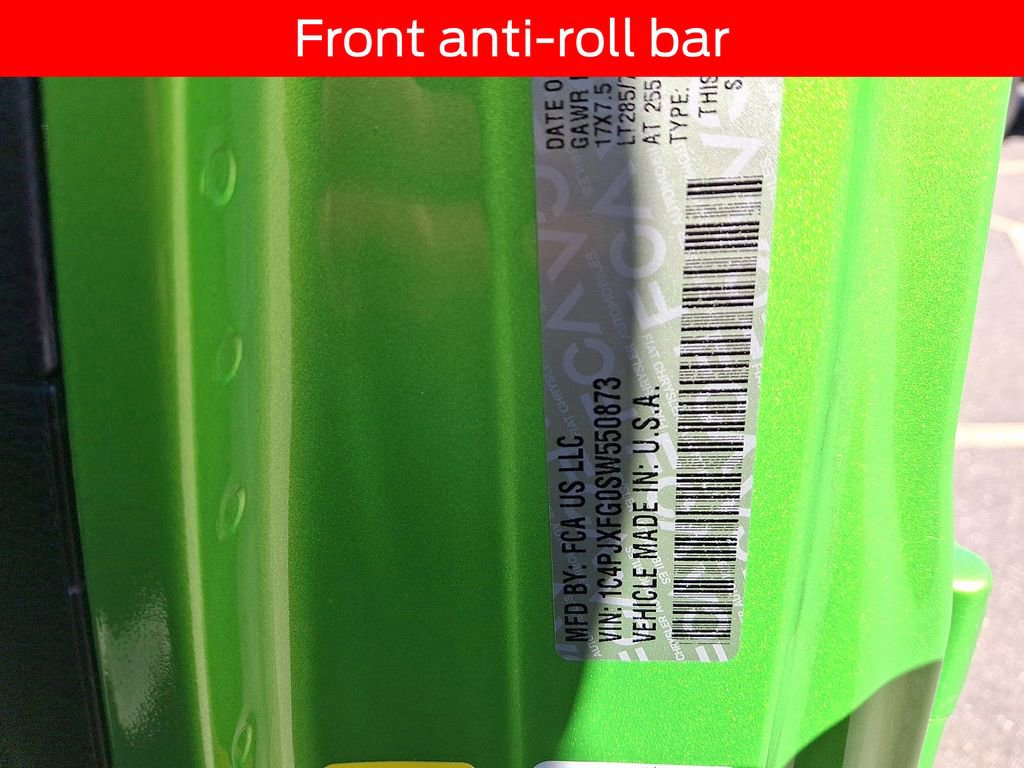 Front anti-roll bar
MFD BY: FCA US LLC
VIN: 1C4PJXFG0SW550873
VEHICLE MADE IN: U.S.A.
DATE O
GAWR
17X7.5
LT285/7
AT 255
TYPE:
THIS